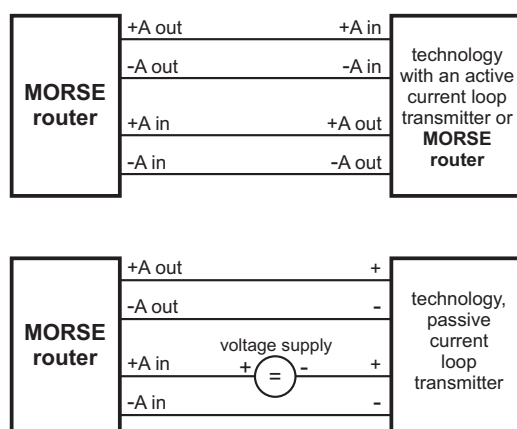 +A out +A in
-A out -A in
MORSE
router
+A in +A out
-A in -A out
technology
with an active
current loop
transmitter or
MORSE
router
+A out +
-A out -
MORSE
router
voltage supply
+A in + = - +
-A in -
technology,
passive
current
loop
transmitter